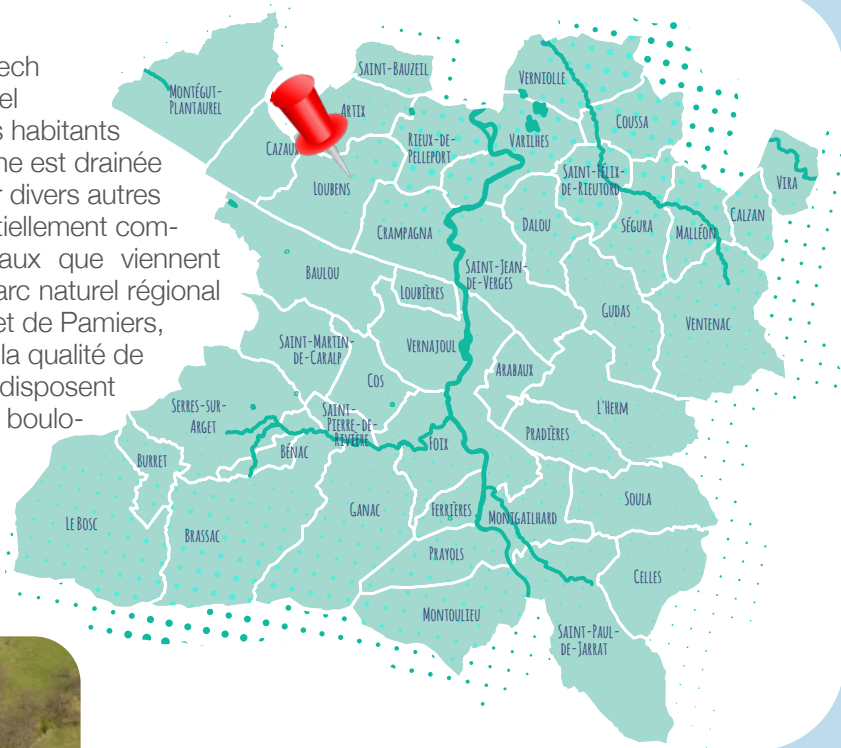 ech
el
s habitants
ne est drainée
r divers autres
tiellement com-
aux que viennent
arc naturel régional
et de Pamiers,
la qualité de
disposent
boulo-
Montégut-
Plantaurel
Saint-Bauzeil
Artix
Cazaux
Loubens
Rieux-de-
Pelleport
Verniolle
Varilhes
Coussa
Saint-Félix-
de-Rieutord
Ségura
Malléon
Calzan
Vira
Crampagna
Dalou
Baulou
Loubières
Saint-Jean-
de-Verges
Gudas
Ventenac
Saint-Martin-
de-Caralp
Vernajoul
Cos
Arabaux
L'Herm
Serres-sur-
Arget
Saint-
Pierre-de-
Rivière
Bénac
Foix
Pradières
Burret
Le Bosc
Brassac
Ganac
Ferrières
Montgailhard
Soula
Prayols
Celles
Montoulieu
Saint-Paul-
de-Jarrat